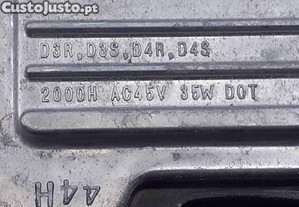 CustoJusto.pt
D3R, D3S, D4R, D4S
2000H AC45V 35W DOT
44H